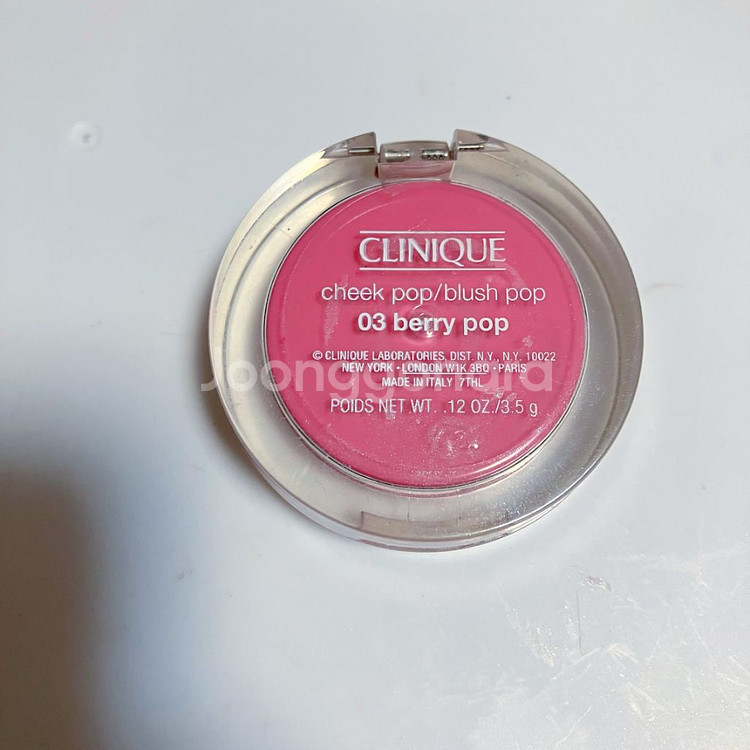 CLINIQUE
cheek pop/blush pop
03 berry pop
© CLINIQUE LABORATORIES, DIST. N.Y., N.Y. 10022
NEW YORK • LONDON W1K 3BQ • PARIS
Joonggonara
MADE IN ITALY 7THL
POIDS NET WT. .12 OZ./3.5 g